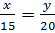 x/15 = y/20